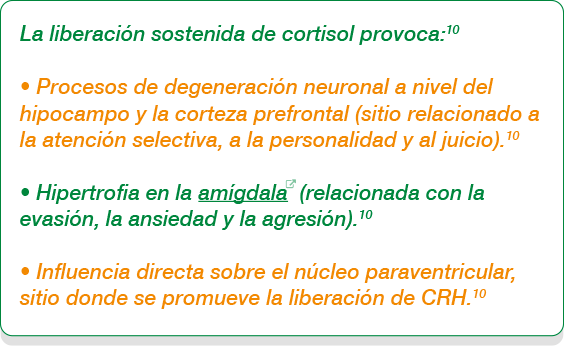 La liberación sostenida de cortisol provoca:¹⁰
• Procesos de degeneración neuronal a nivel del
hipocampo y la corteza prefrontal (sitio relacionado a
la atención selectiva, a la personalidad y al juicio).¹⁰
• Hipertrofia en la amígdala (relacionada con la
evasión, la ansiedad y la agresión).¹⁰
• Influencia directa sobre el núcleo paraventricular,
sitio donde se promueve la liberación de CRH.¹⁰